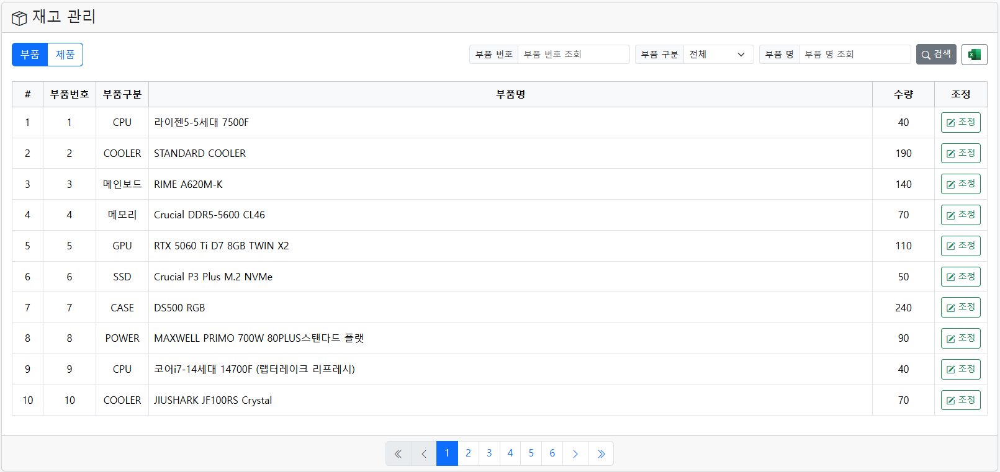 재고 관리
부품 제품 부품 번호 부품 번호 조회 부품 구분 전체 부품 명 부품 명 조회 검색
# 부품번호 부품구분 부품명 수량 조정
1 1 CPU 라이젠5-5세대 7500F 40 조정
2 2 COOLER STANDARD COOLER 190 조정
3 3 메인보드 RIME A620M-K 140 조정
4 4 메모리 Crucial DDR5-5600 CL46 70 조정
5 5 GPU RTX 5060 Ti D7 8GB TWIN X2 110 조정
6 6 SSD Crucial P3 Plus M.2 NVMe 50 조정
7 7 CASE DS500 RGB 240 조정
8 8 POWER MAXWELL PRIMO 700W 80PLUS스탠다드 플랫 90 조정
9 9 CPU 코어i7-14세대 14700F (랩터레이크 리프레시) 40 조정
10 10 COOLER JIUSHARK JF100RS Crystal 70 조정
« ‹ 1 2 3 4 5 6 › »